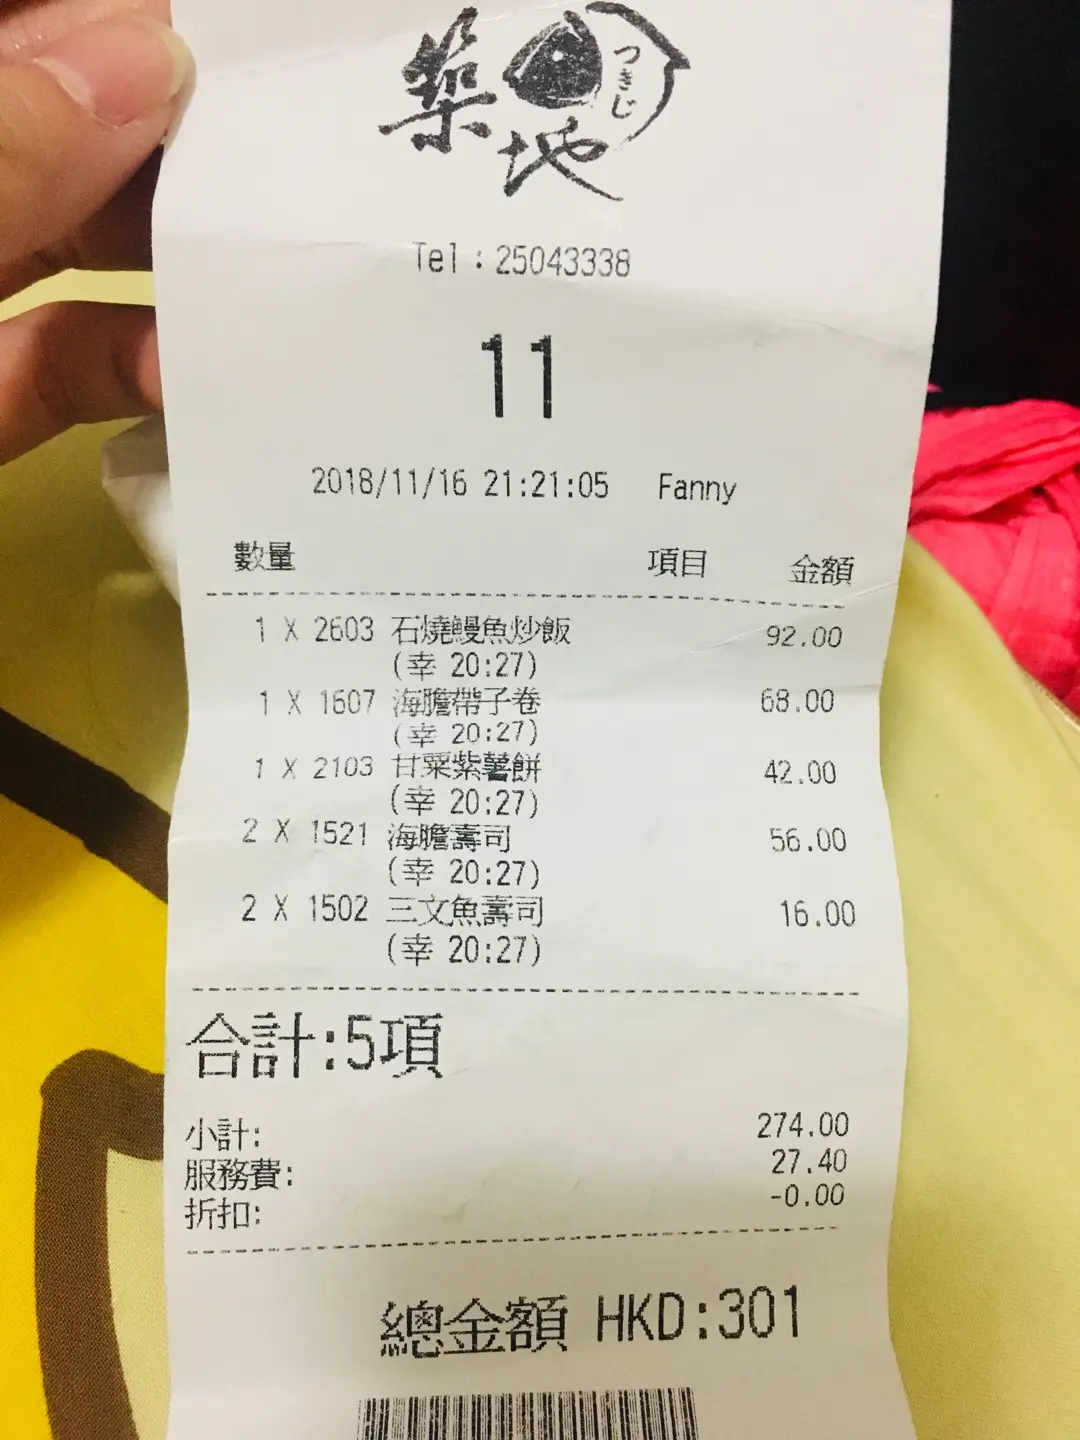 築地
つきじ
Tel：25043338
11
2018/11/16 21:21:05 Fanny
數量 項目 金額
1 X 2603 石燒鰻魚炒飯 92.00
(幸 20:27)
1 X 1607 海膽帶子卷 68.00
(幸 20:27)
1 X 2103 甘粟紫薯餅 42.00
(幸 20:27)
2 X 1521 海膽壽司 56.00
(幸 20:27)
2 X 1502 三文魚壽司 16.00
(幸 20:27)
合計:5項
小計: 274.00
服務費: 27.40
折扣: -0.00
總金額 HKD:301